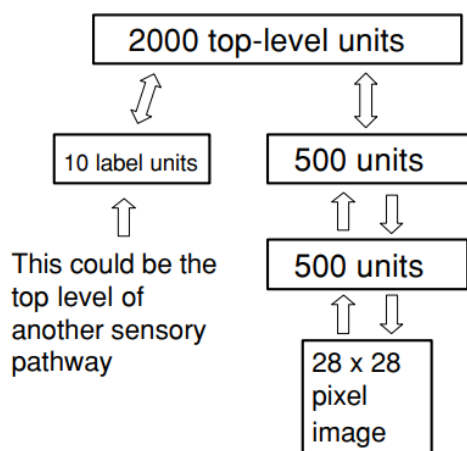 2000 top-level units
10 label units
500 units
500 units
This could be the
top level of
another sensory
pathway
28 x 28
pixel
image